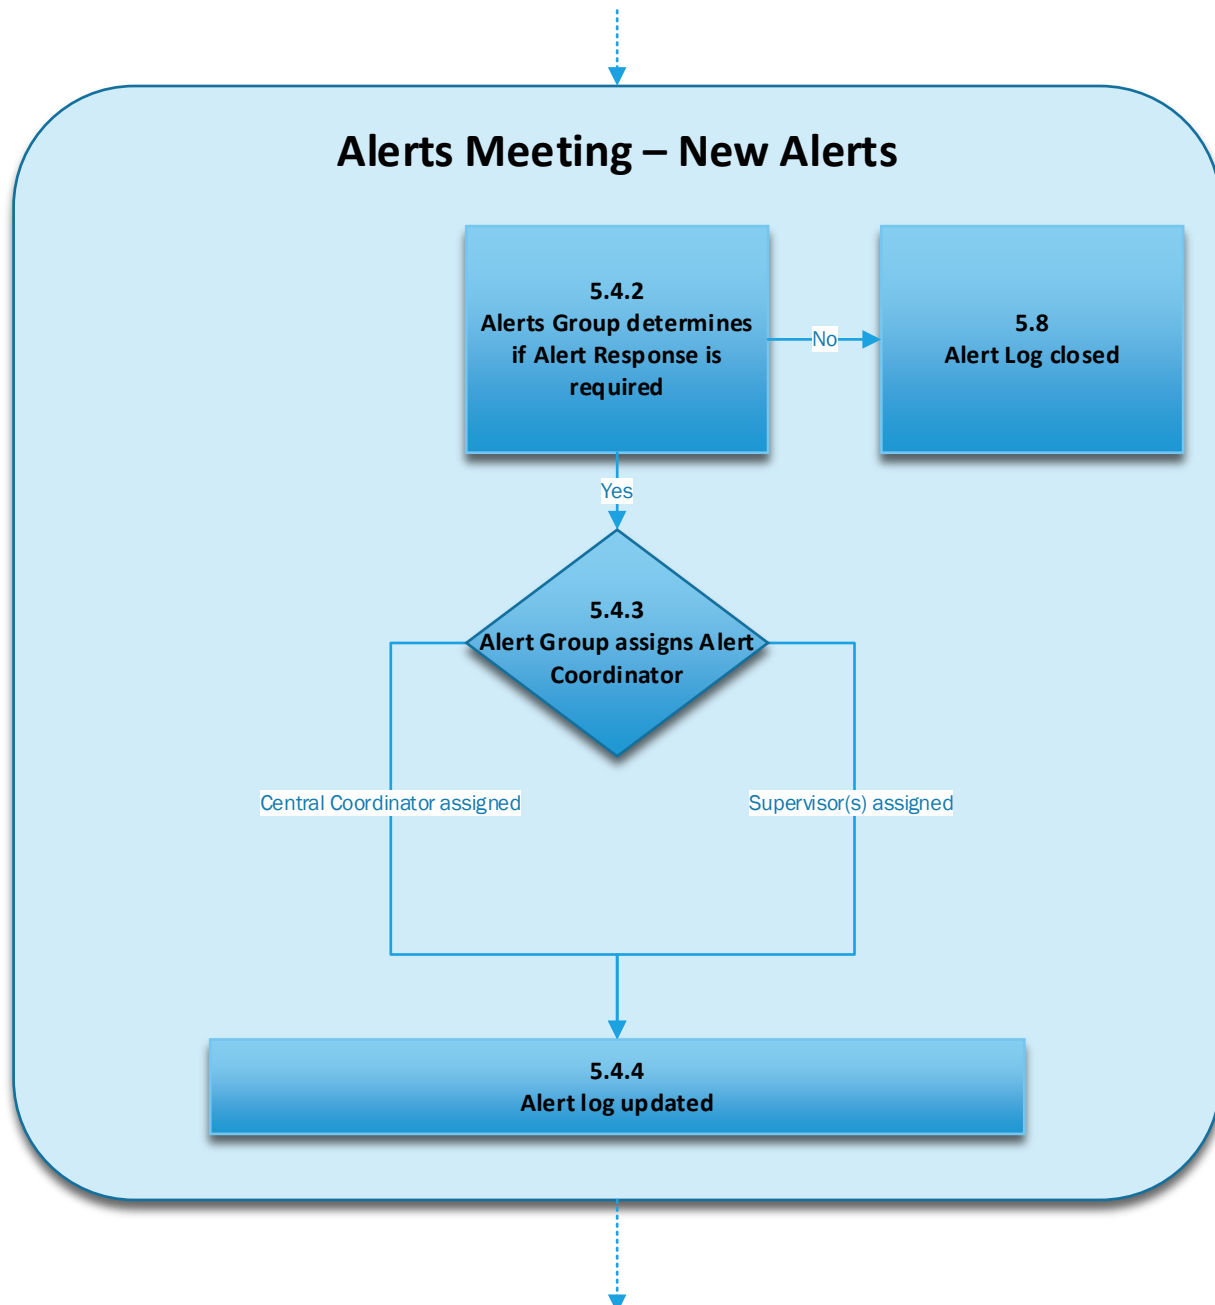 Alerts Meeting – New Alerts
5.4.2
Alerts Group determines
if Alert Response is
required
No
5.8
Alert Log closed
Yes
5.4.3
Alert Group assigns Alert
Coordinator
Central Coordinator assigned
Supervisor(s) assigned
5.4.4
Alert log updated